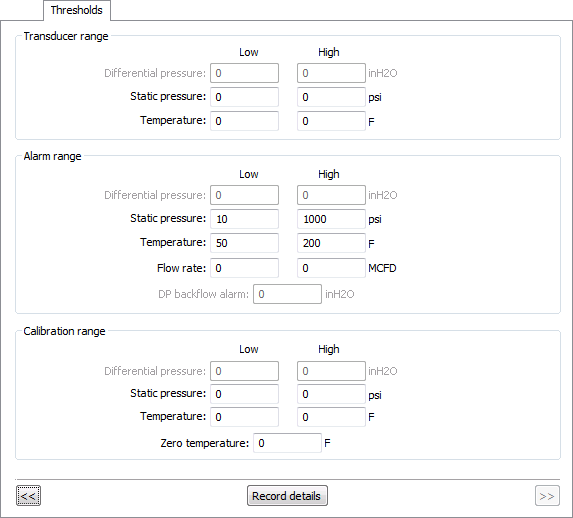 Thresholds
Transducer range
Low High
Differential pressure: 0 0 inH2O
Static pressure: 0 0 psi
Temperature: 0 0 F
Alarm range
Low High
Differential pressure: 0 0 inH2O
Static pressure: 10 1000 psi
Temperature: 50 200 F
Flow rate: 0 0 MCFD
DP backflow alarm: 0 inH2O
Calibration range
Low High
Differential pressure: 0 0 inH2O
Static pressure: 0 0 psi
Temperature: 0 0 F
Zero temperature: 0 F
<< Record details >>